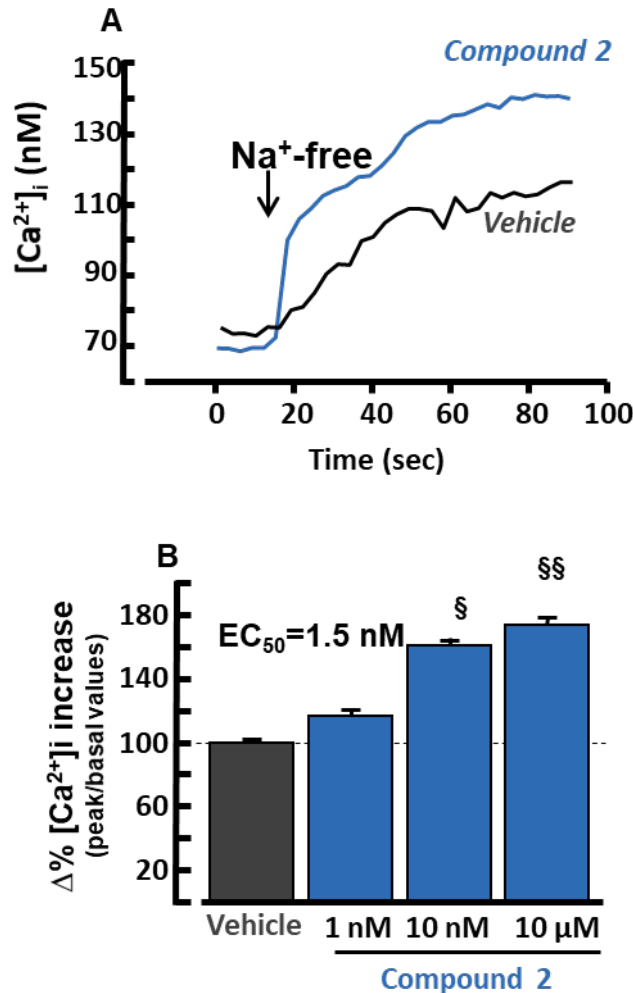 A
Compound 2
150
130
110
90
70
[Ca²⁺]ᵢ (nM)
Na⁺-free
Vehicle
0 20 40 60 80 100
Time (sec)
B
§§
§
EC₅₀=1.5 nM
180
140
100
60
20
Δ% [Ca²⁺]i increase
(peak/basal values)
Vehicle 1 nM 10 nM 10 µM
Compound 2